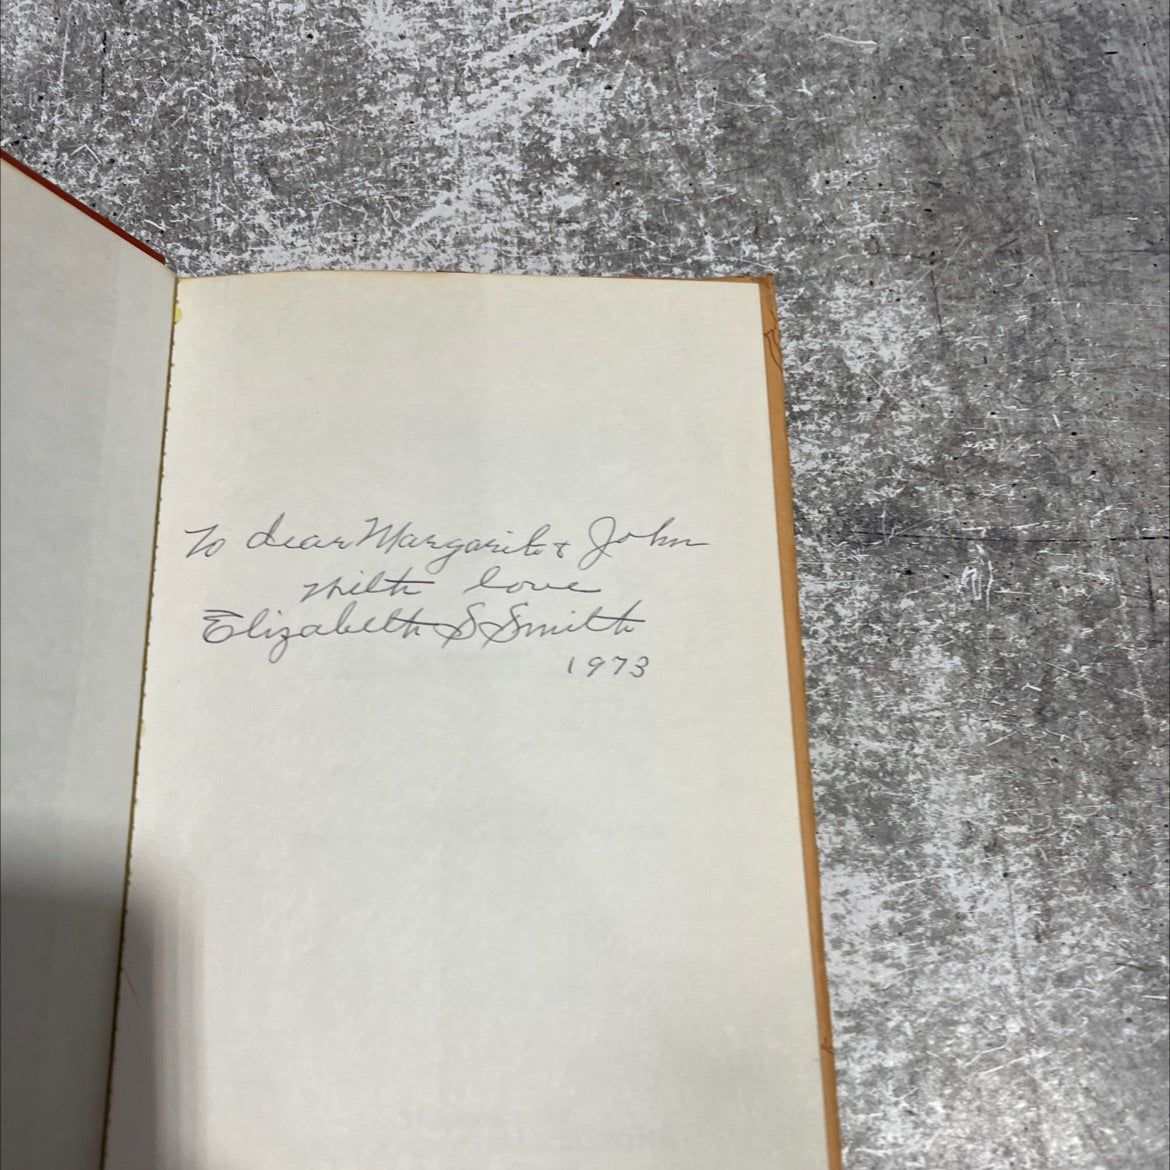 To dear Margarite & John
with love
Elizabeth S Smith
1973